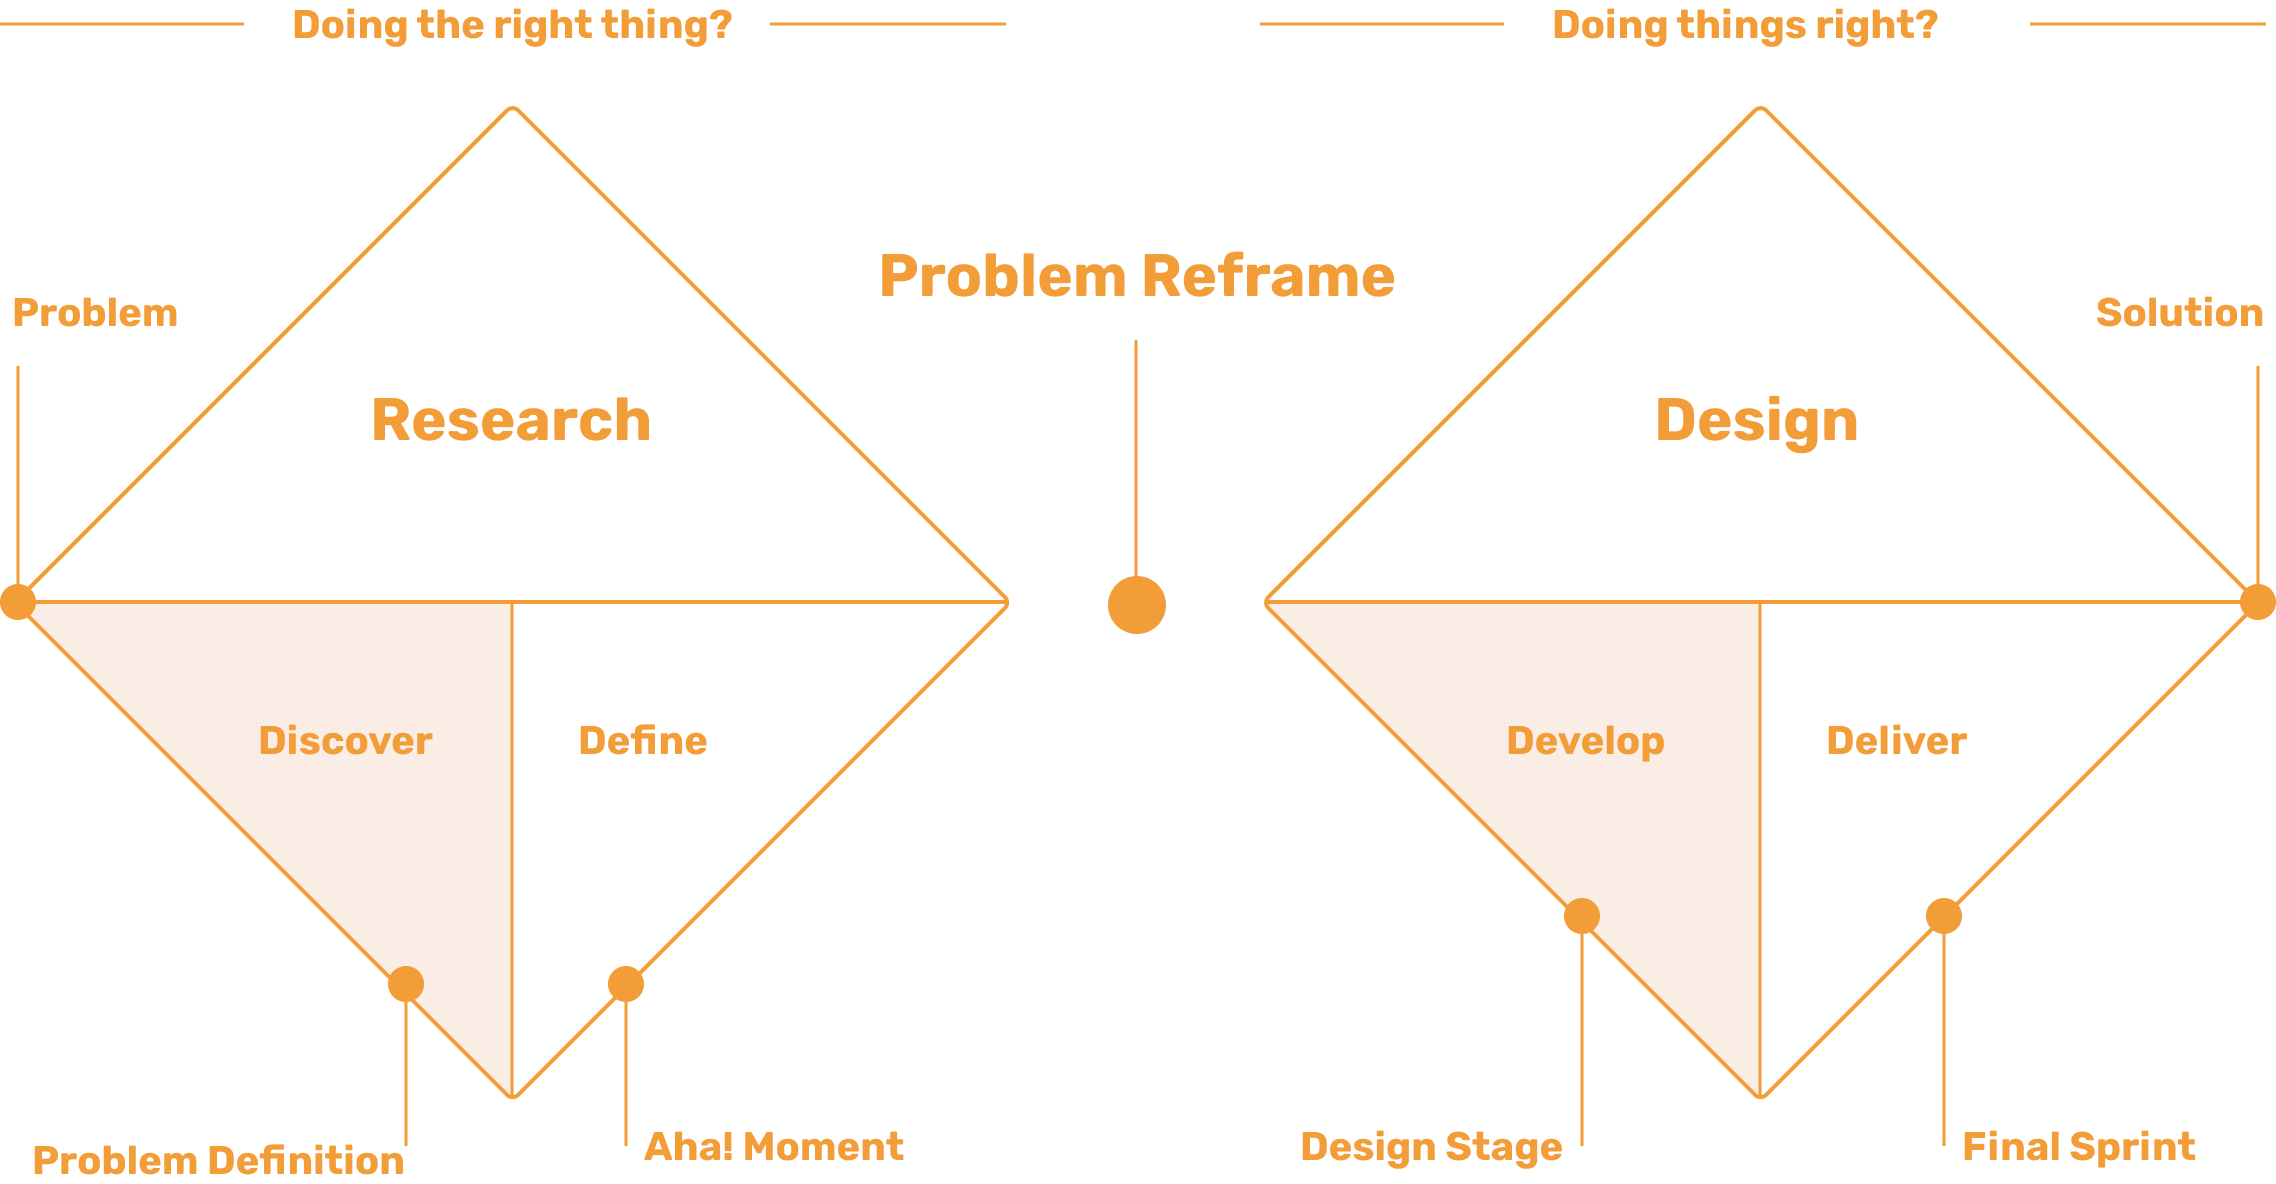 Doing the right thing?
Doing things right?
Problem Reframe
Problem
Solution
Research
Design
Discover
Define
Develop
Deliver
Problem Definition
Aha! Moment
Design Stage
Final Sprint